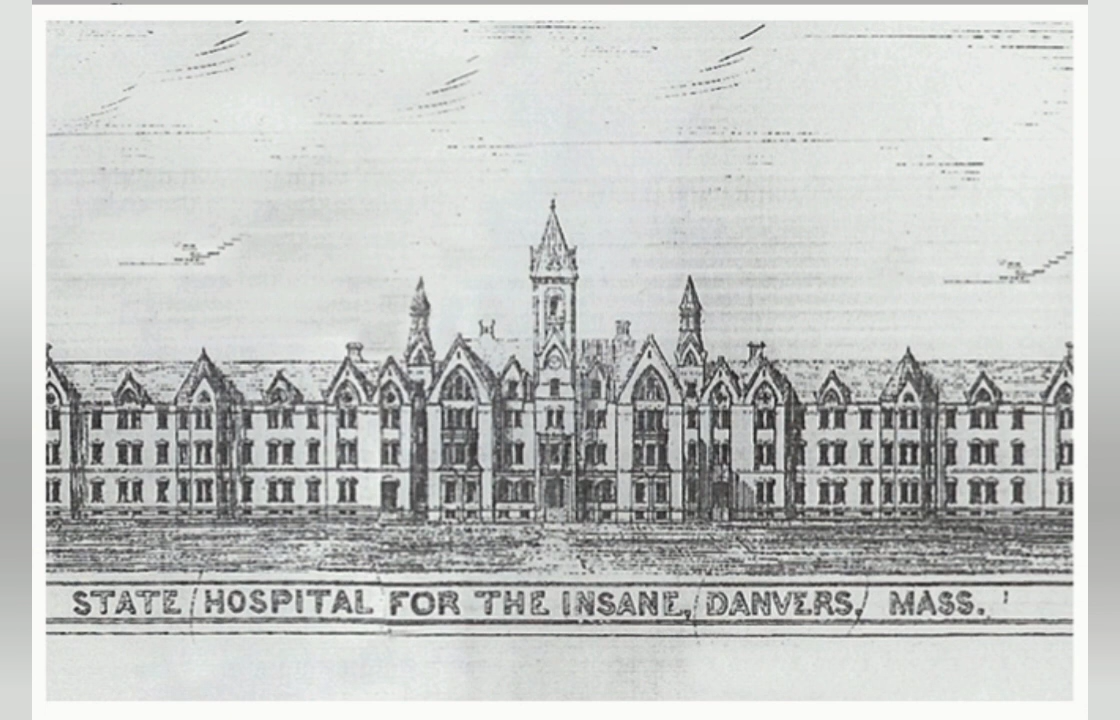 STATE HOSPITAL FOR THE INSANE, DANVERS, MASS.